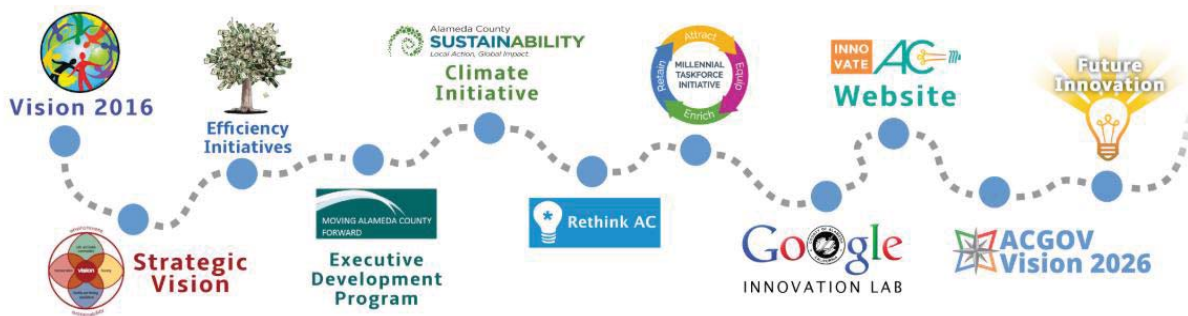 Vision 2016
vision
Strategic
Vision
Efficiency
Initiatives
MOVING ALAMEDA COUNTY
FORWARD
Executive
Development
Program
Alameda County
SUSTAINABILITY
Local Action, Global Impact.
Climate
Initiative
Rethink AC
Attract
Equip
Enrich
Retain
MILLENNIAL
TASKFORCE
INITIATIVE
Google
INNOVATION LAB
INNO
VATE
AC
Website
ACGOV
Vision 2026
Future
Innovation